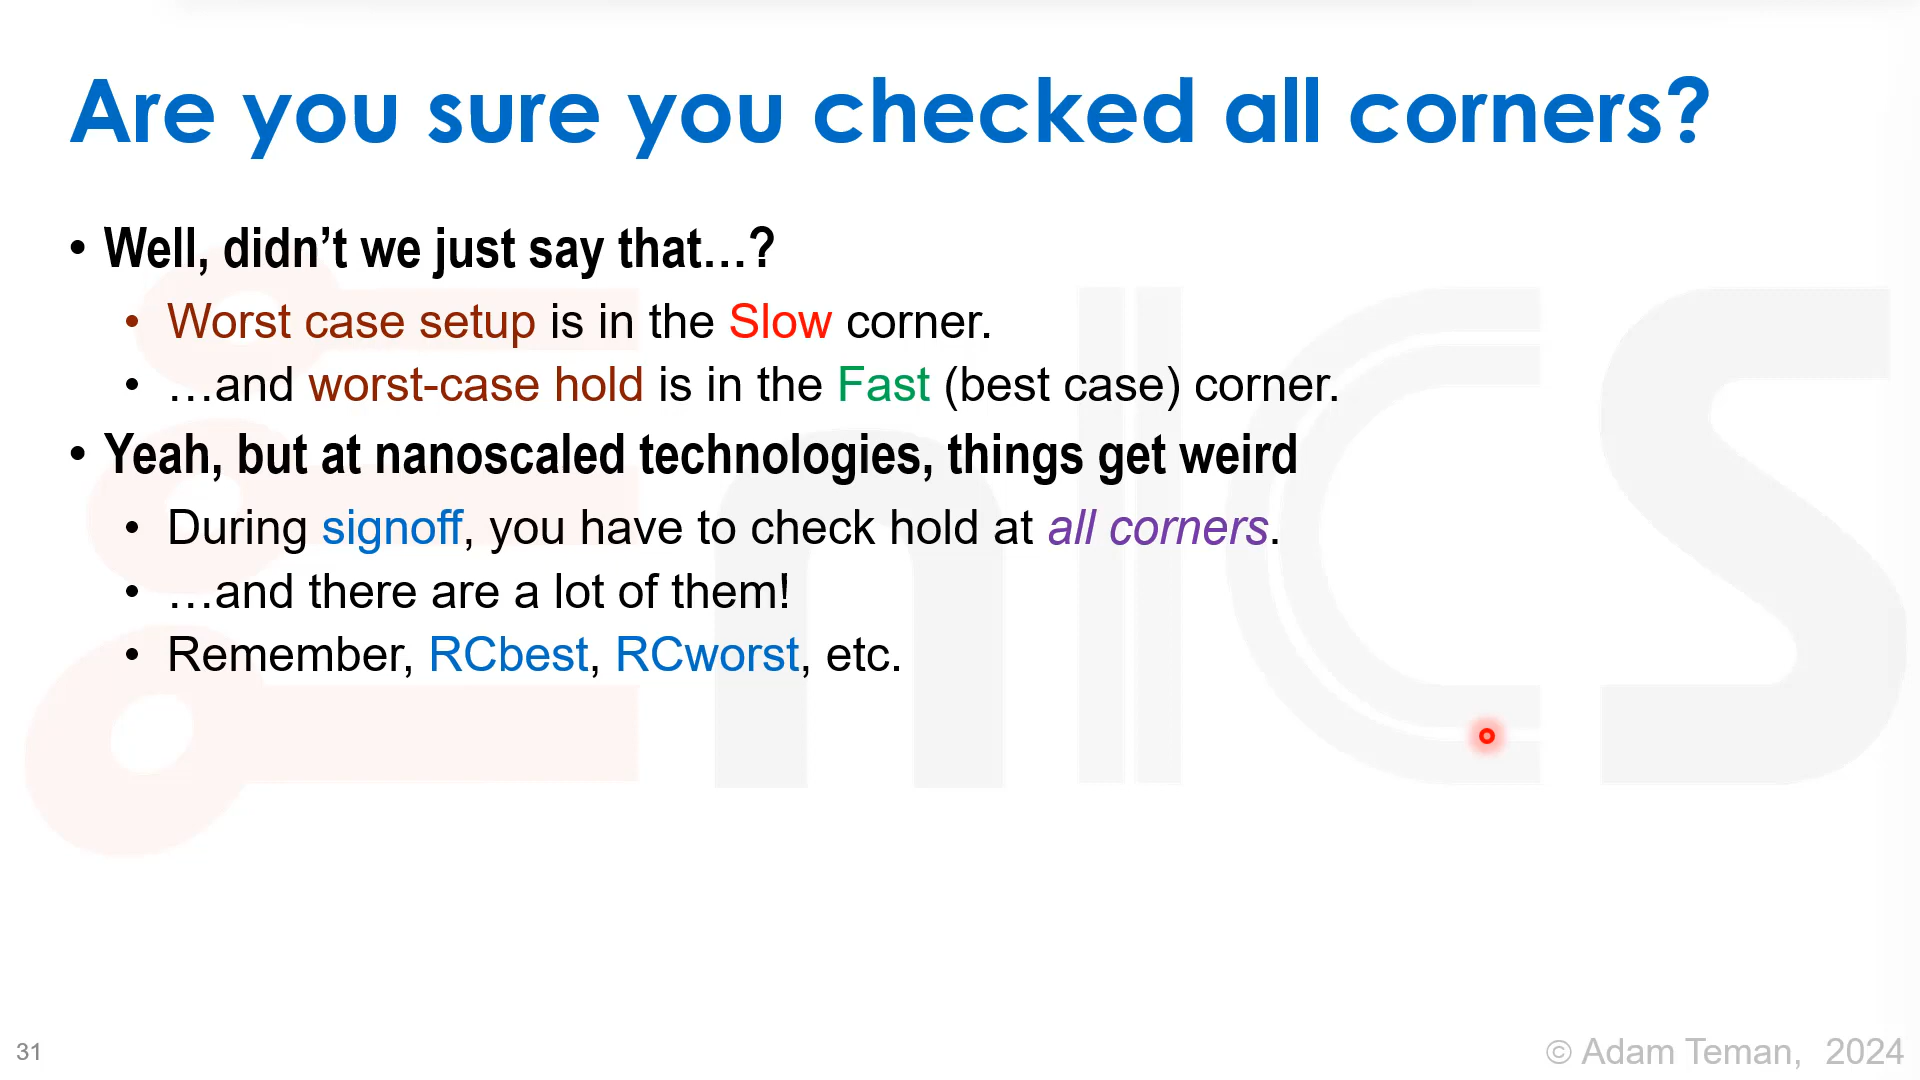 Are you sure you checked all corners?
• Well, didn’t we just say that…?
• Worst case setup is in the Slow corner.
• …and worst-case hold is in the Fast (best case) corner.
• Yeah, but at nanoscaled technologies, things get weird
• During signoff, you have to check hold at all corners.
• …and there are a lot of them!
• Remember, RCbest, RCworst, etc.
EnICS
31
© Adam Teman, 2024